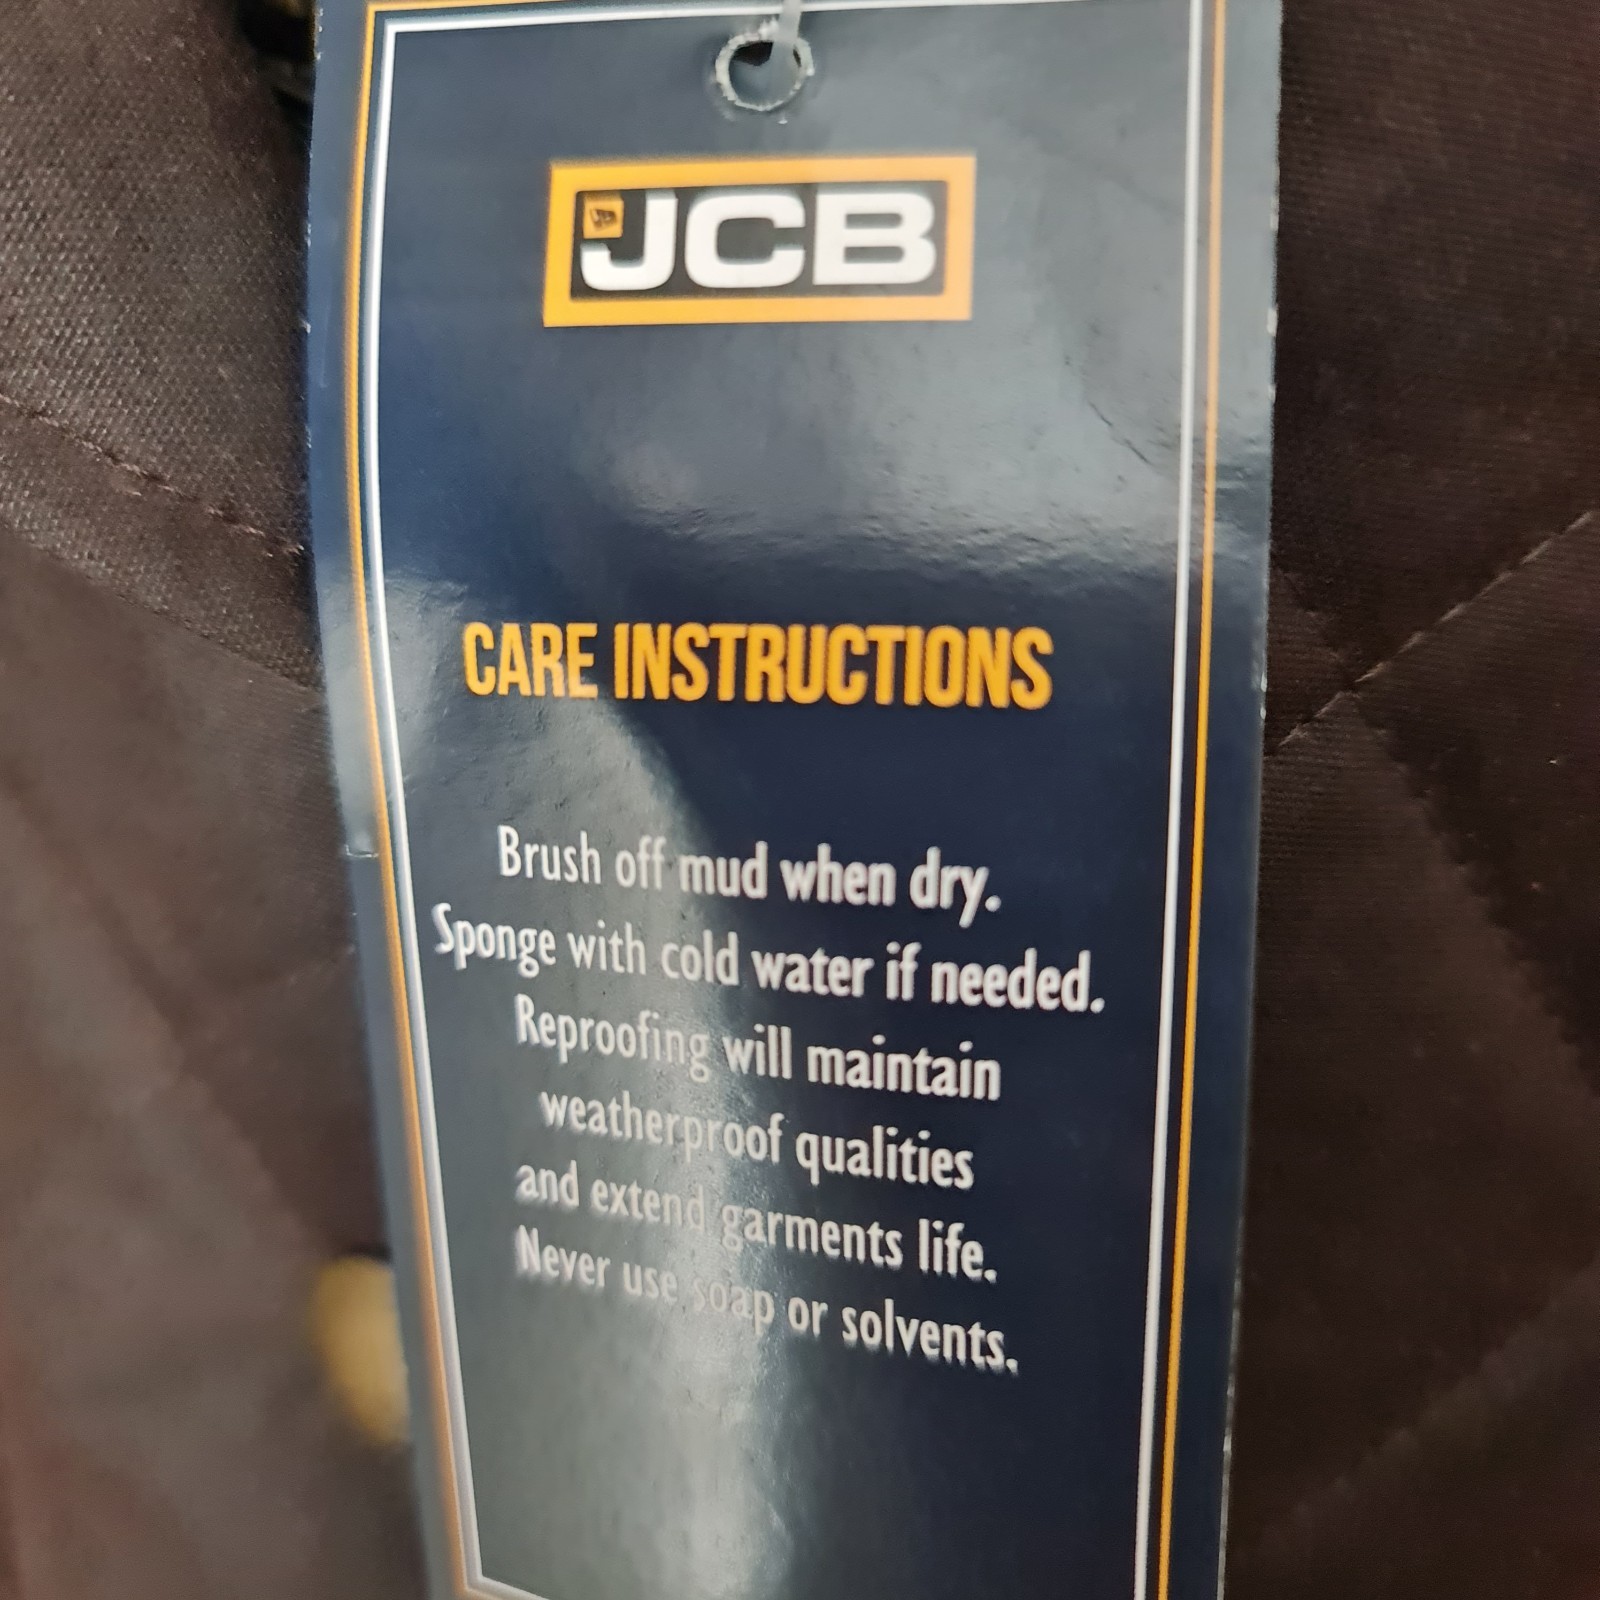 JCB
CARE INSTRUCTIONS
Brush off mud when dry.
Sponge with cold water if needed.
Reproofing will maintain
weatherproof qualities
and extend garments life.
Never use soap or solvents.